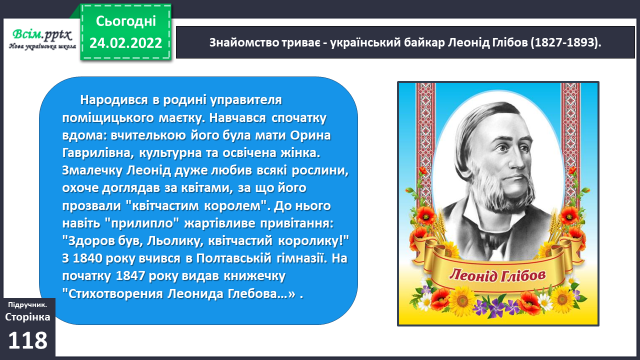 Всім.pptx
Нова українська школа
Сьогодні
24.02.2022
Знайомство триває - український байкар Леонід Глібов (1827-1893).
Народився в родині управителя
поміщицького маєтку. Навчався спочатку
вдома: вчителькою його була мати Орина
Гаврилівна, культурна та освічена жінка.
Змалечку Леонід дуже любив всякі рослини,
охоче доглядав за квітами, за що його
прозвали "квітчастим королем". До нього
навіть "прилипло" жартівливе привітання:
"Здоров був, Льолику, квітчастий королику!"
З 1840 року вчився в Полтавській гімназії. На
початку 1847 року видав книжечку
"Стихотворения Леонида Глебова…» .
Леонід Глібов
Підручник.
Сторінка
118